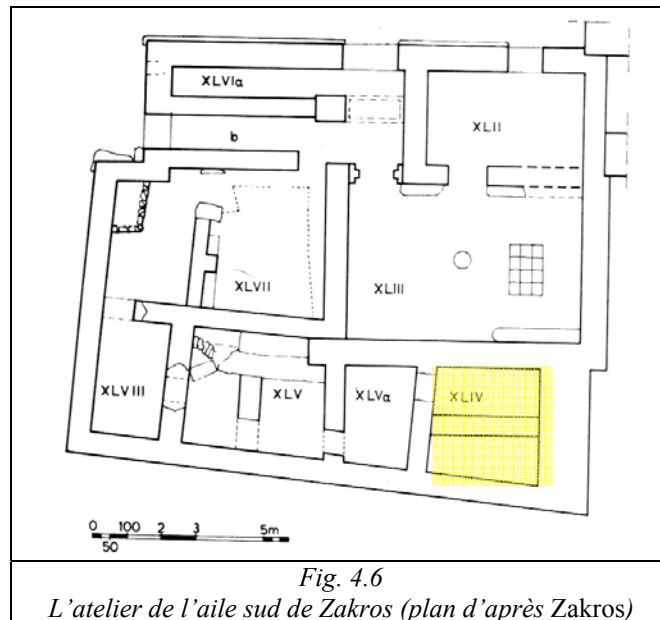 XLVIa
XLII
b
XLVII
XLIII
XLVIII
XLV
XLVa
XLIV
0 100 2 3 5m
50
Fig. 4.6
L'atelier de l'aile sud de Zakros (plan d'après Zakros)